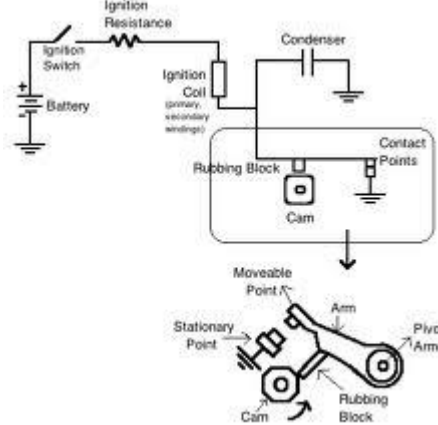 Ignition
Resistance
Ignition
Switch
+
Battery
-
Ignition
Coil
(primary,
secondary
windings)
Condenser
Contact
Points
Rubbing Block
Cam
Moveable
Point
Arm
Stationary
Point
Pivo
Arm
Rubbing
Block
Cam